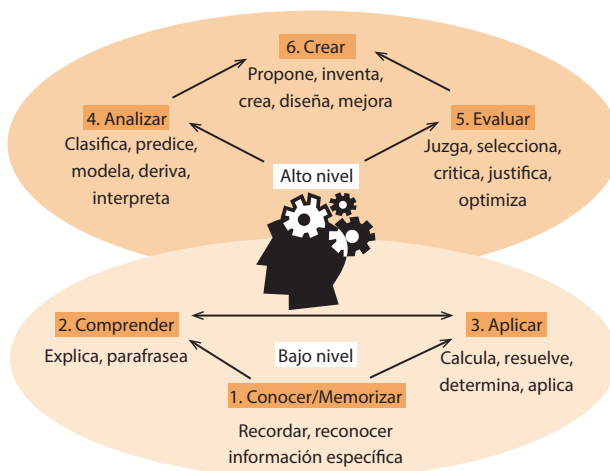 6. Crear
Propone, inventa,
crea, diseña, mejora
4. Analizar
Clasifica, predice,
modela, deriva,
interpreta
5. Evaluar
Juzga, selecciona,
critica, justifica,
optimiza
Alto nivel
2. Comprender
Explica, parafrasea
3. Aplicar
Calcula, resuelve,
determina, aplica
Bajo nivel
1. Conocer/Memorizar
Recordar, reconocer
información específica